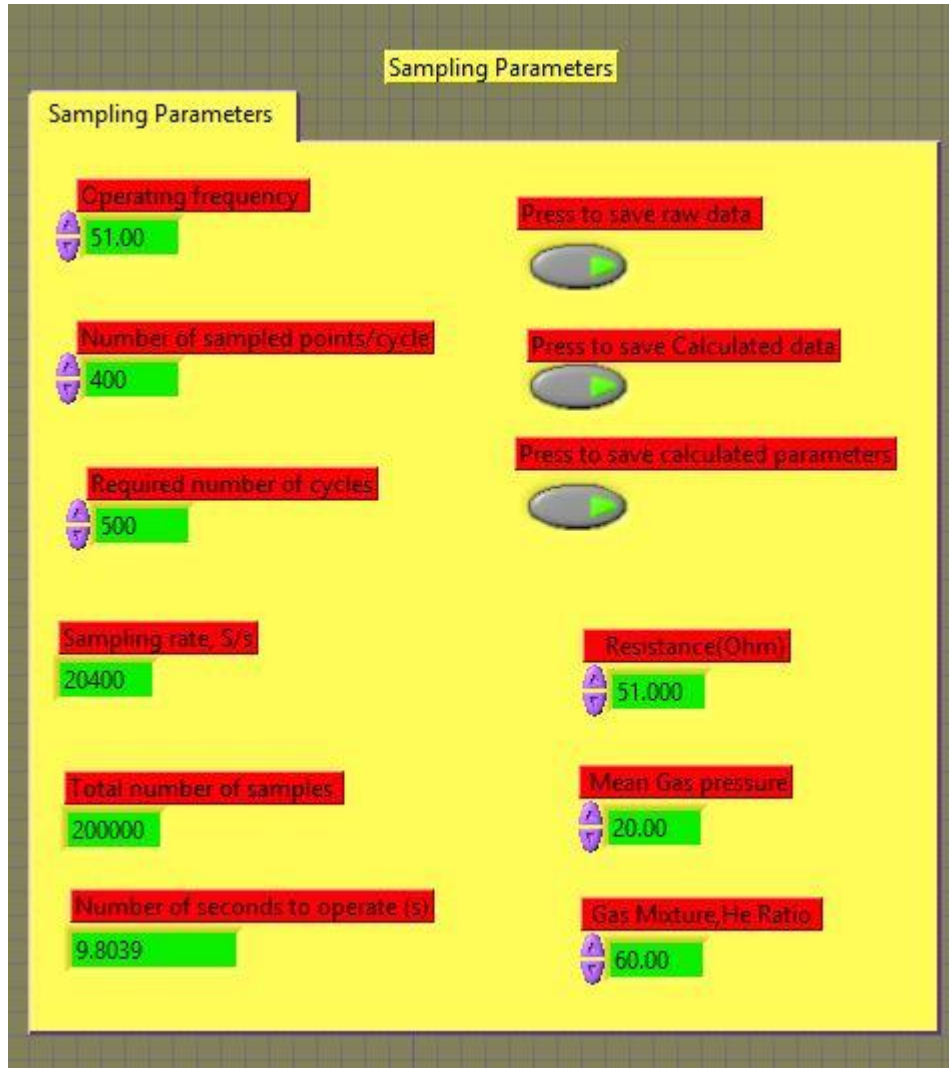 Sampling Parameters
Sampling Parameters
Operating frequency
51.00
Number of sampled points/cycle
400
Required number of cycles
500
Sampling rate, S/s
20400
Total number of samples
200000
Number of seconds to operate (s)
9.8039
Press to save raw data
Press to save Calculated data
Press to save calculated parameters
Resistance(Ohm)
51.000
Mean Gas pressure
20.00
Gas Mixture,He Ratio
60.00